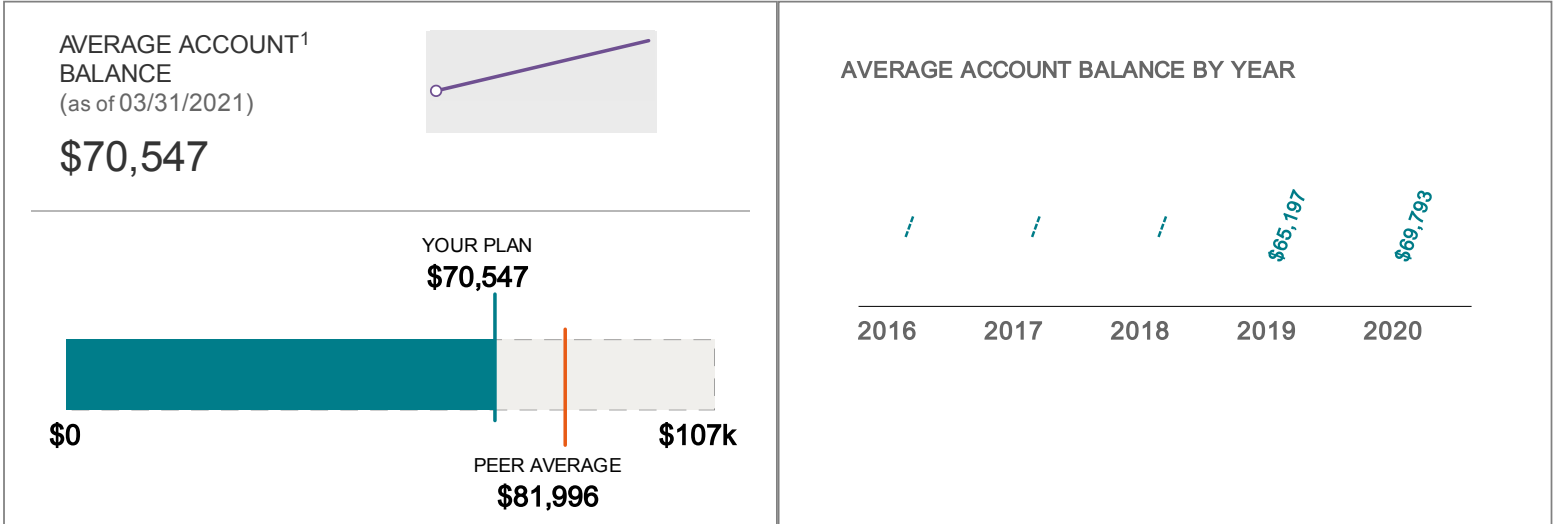 AVERAGE ACCOUNT¹
BALANCE
(as of 03/31/2021)
$70,547
YOUR PLAN
$70,547
$0
$107k
PEER AVERAGE
$81,996
AVERAGE ACCOUNT BALANCE BY YEAR
---
---
---
$65,197
$69,793
2016 2017 2018 2019 2020